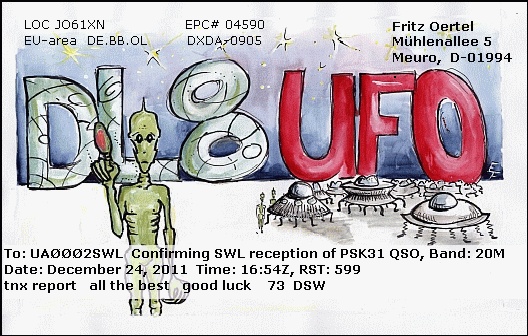 LOC JO61XN EPC# 04590
EU-area DE.BB.OL DXDA-0905
Fritz Oertel
Mühlenallee 5
Meuro, D-01994
DL8UFO
To: UAØØØ2SWL Confirming SWL reception of PSK31 QSO, Band: 20M
Date: December 24, 2011 Time: 16:54Z, RST: 599
tnx report all the best good luck 73 DSW